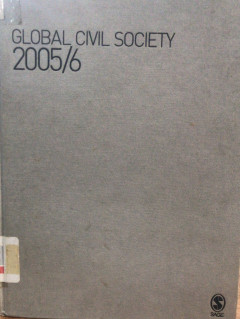 GLOBAL CIVIL SOCIETY
2005/6
S
SAGE